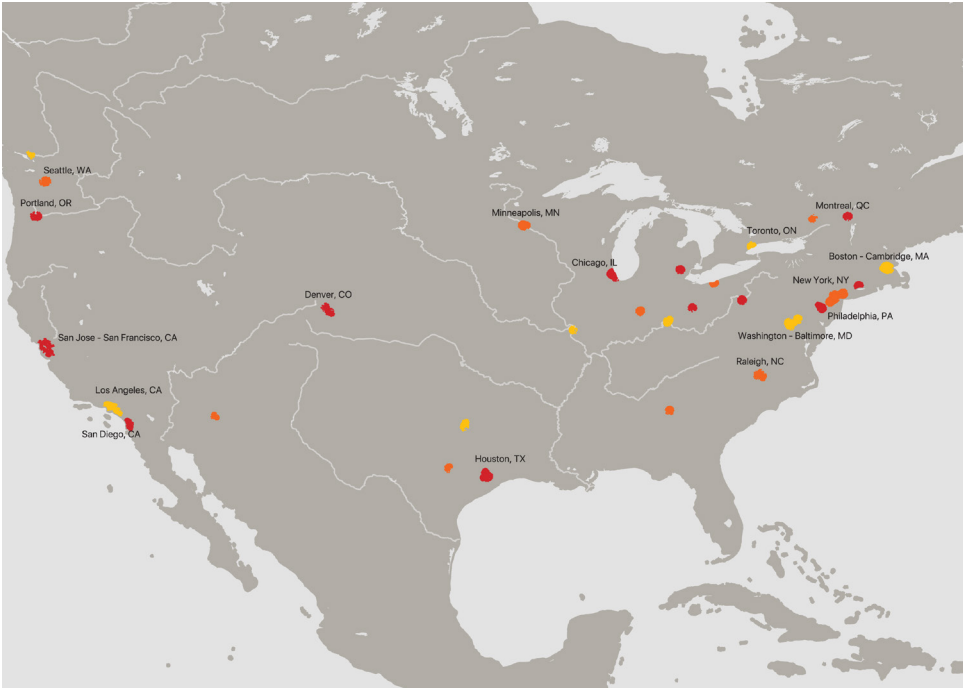 Seattle, WA
Portland, OR
Minneapolis, MN
Montreal, QC
Toronto, ON
Boston - Cambridge, MA
Chicago, IL
New York, NY
Denver, CO
Philadelphia, PA
San Jose - San Francisco, CA
Washington - Baltimore, MD
Raleigh, NC
Los Angeles, CA
San Diego, CA
Houston, TX